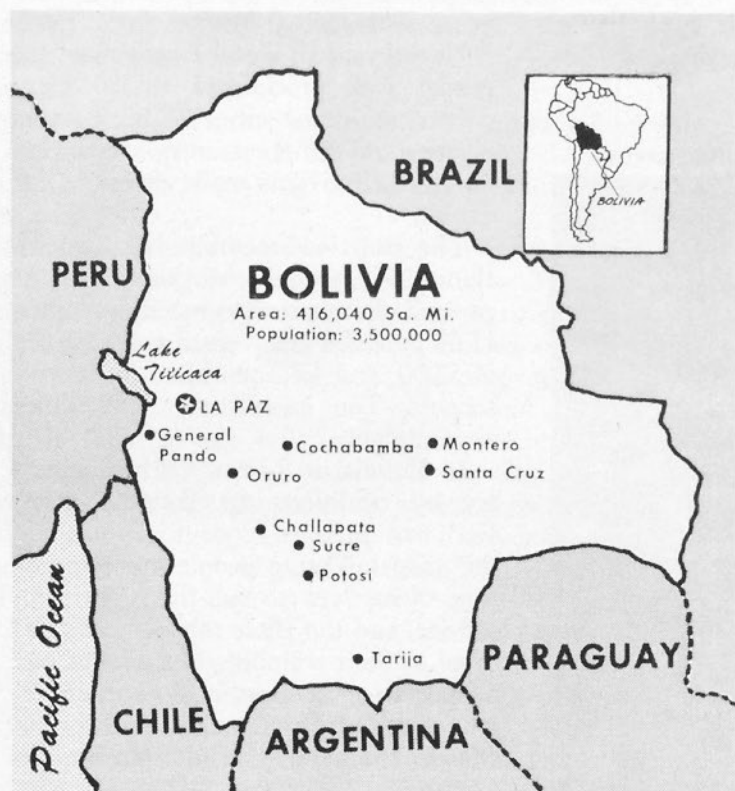 BRAZIL
BOLIVIA
PERU
BOLIVIA
Area: 416,040 Sa. Mi.
Population: 3,500,000
Lake
Titicaca
LA PAZ
General
Pando
Cochabamba
Montero
Oruro
Santa Cruz
Challapata
Sucre
Potosi
Tarija
PARAGUAY
Pacific Ocean
CHILE
ARGENTINA